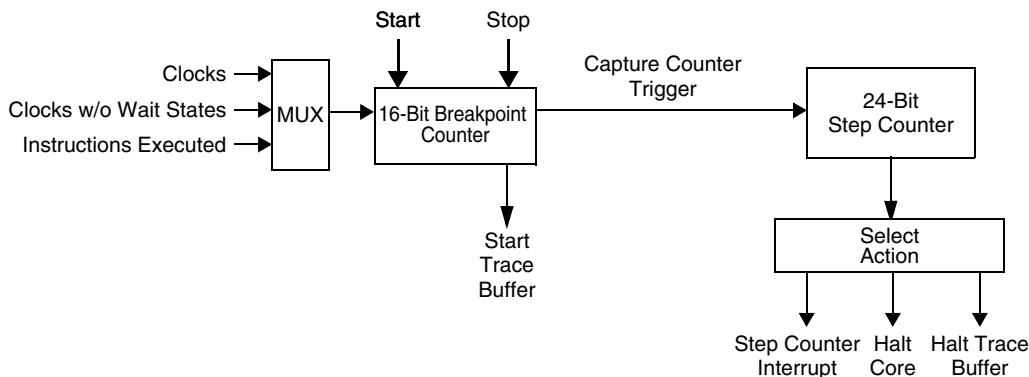 Start
Stop
Clocks
Clocks w/o Wait States
Instructions Executed
MUX
16-Bit Breakpoint
Counter
Capture Counter
Trigger
24-Bit
Step Counter
Start
Trace
Buffer
Select
Action
Step Counter
Interrupt
Halt
Core
Halt Trace
Buffer